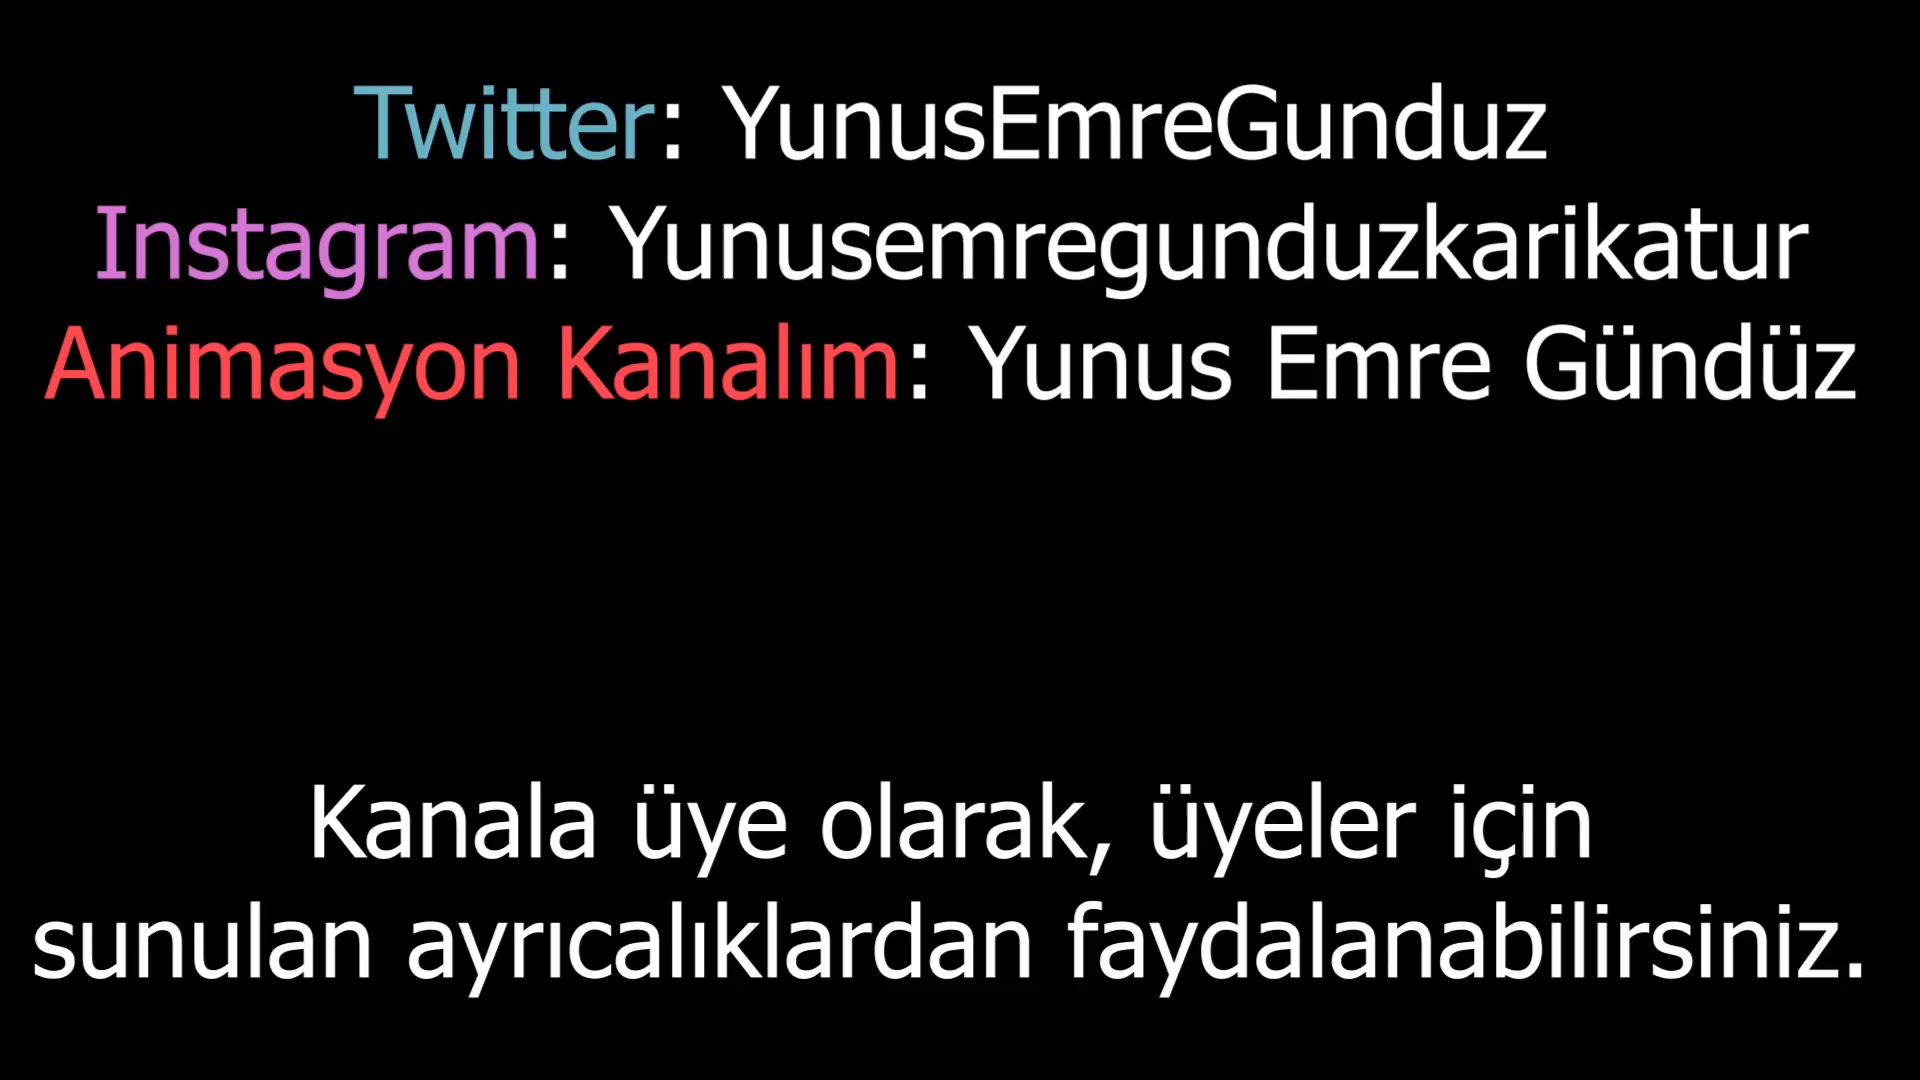 Twitter: YunusEmreGunduz
Instagram: Yunusemregunduzkarikatur
Animasyon Kanalım: Yunus Emre Gündüz
Kanala üye olarak, üyeler için
sunulan ayrıcalıklardan faydalanabilirsiniz.